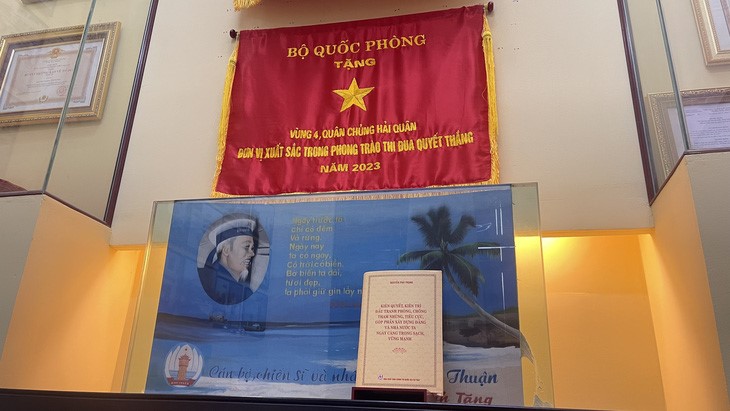 BỘ QUỐC PHÒNG
TẶNG
VÙNG 4, QUÂN CHỦNG HẢI QUÂN
ĐƠN VỊ XUẤT SẮC TRONG PHONG TRÀO THI ĐUA QUYẾT THẮNG
NĂM 2023
Ngày trước ta
chỉ có đêm
Và rừng.
Ngày nay
ta có ngày,
Có trời có biển,
Bờ biển ta dài,
tươi đẹp,
ta phải giữ gìn lấy nó
NGUYỄN PHÚ TRỌNG
KIÊN QUYẾT, KIÊN TRÌ
ĐẤU TRANH PHÒNG, CHỐNG
THAM NHŨNG, TIÊU CỰC,
GÓP PHẦN XÂY DỰNG ĐẢNG
VÀ NHÀ NƯỚC TA
NGÀY CÀNG TRONG SẠCH,
VỮNG MẠNH
Cán bộ, chiến sĩ và nhâ Thuận
Tặng